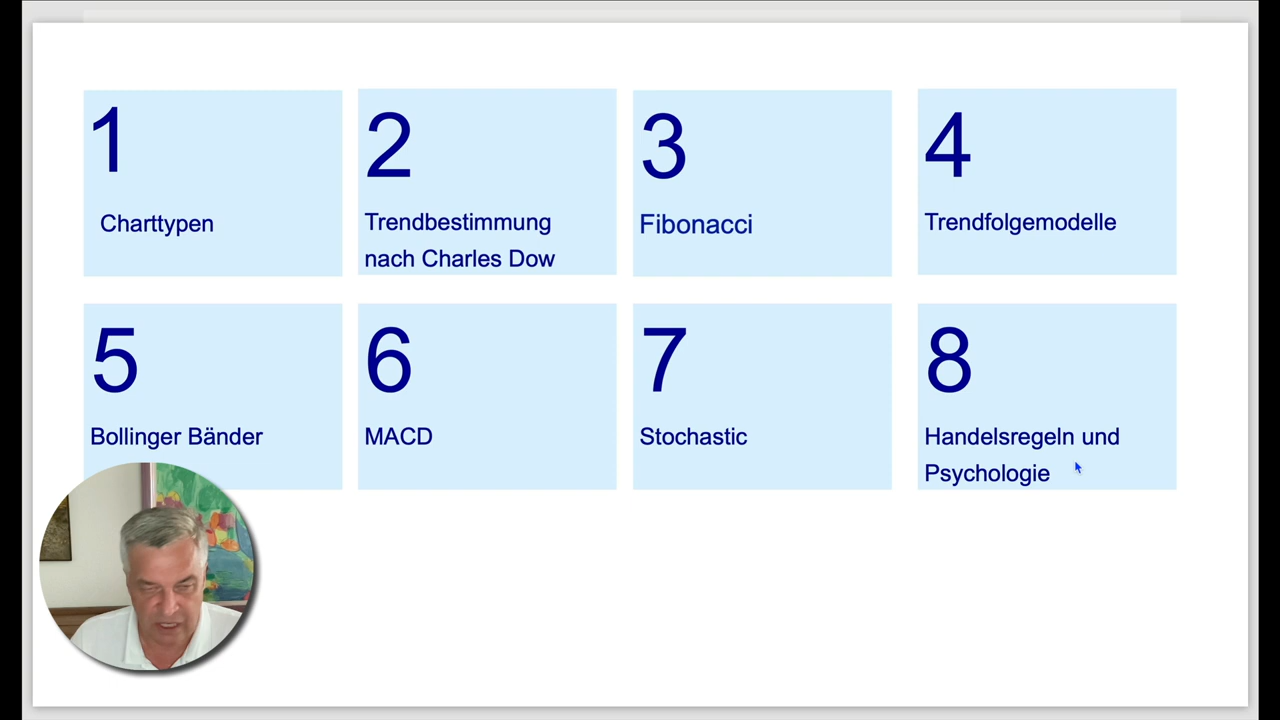 1
Charttypen
2
Trendbestimmung
nach Charles Dow
3
Fibonacci
4
Trendfolgemodelle
5
Bollinger Bänder
6
MACD
7
Stochastic
8
Handelsregeln und
Psychologie